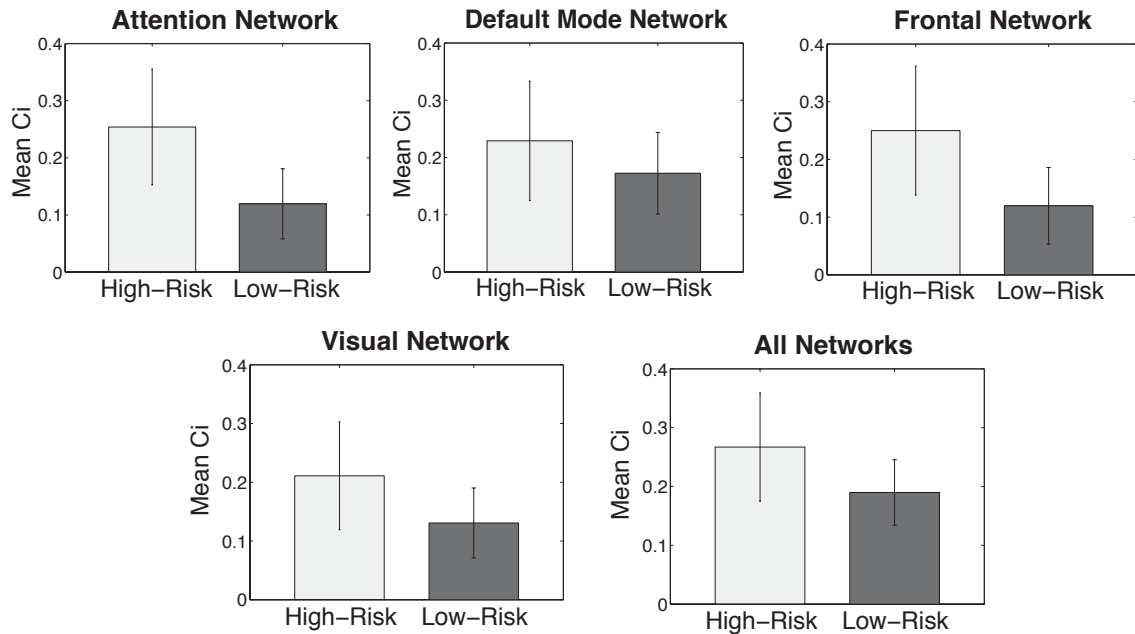 Attention Network
Default Mode Network
Frontal Network
0.4
0.3
0.2
0.1
0
Mean Ci
High−Risk
Low−Risk
0.4
0.3
0.2
0.1
0
Mean Ci
High−Risk
Low−Risk
0.4
0.3
0.2
0.1
0
Mean Ci
High−Risk
Low−Risk
Visual Network
All Networks
0.4
0.3
0.2
0.1
0
Mean Ci
High−Risk
Low−Risk
0.4
0.3
0.2
0.1
0
Mean Ci
High−Risk
Low−Risk